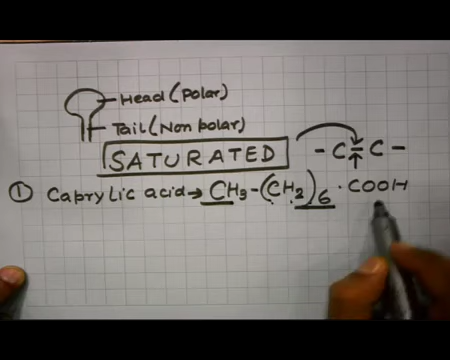 Head (Polar)
Tail (Non polar)
SATURATED
- C = C -
① Caprylic acid → CH3-(CH2)6·COOH